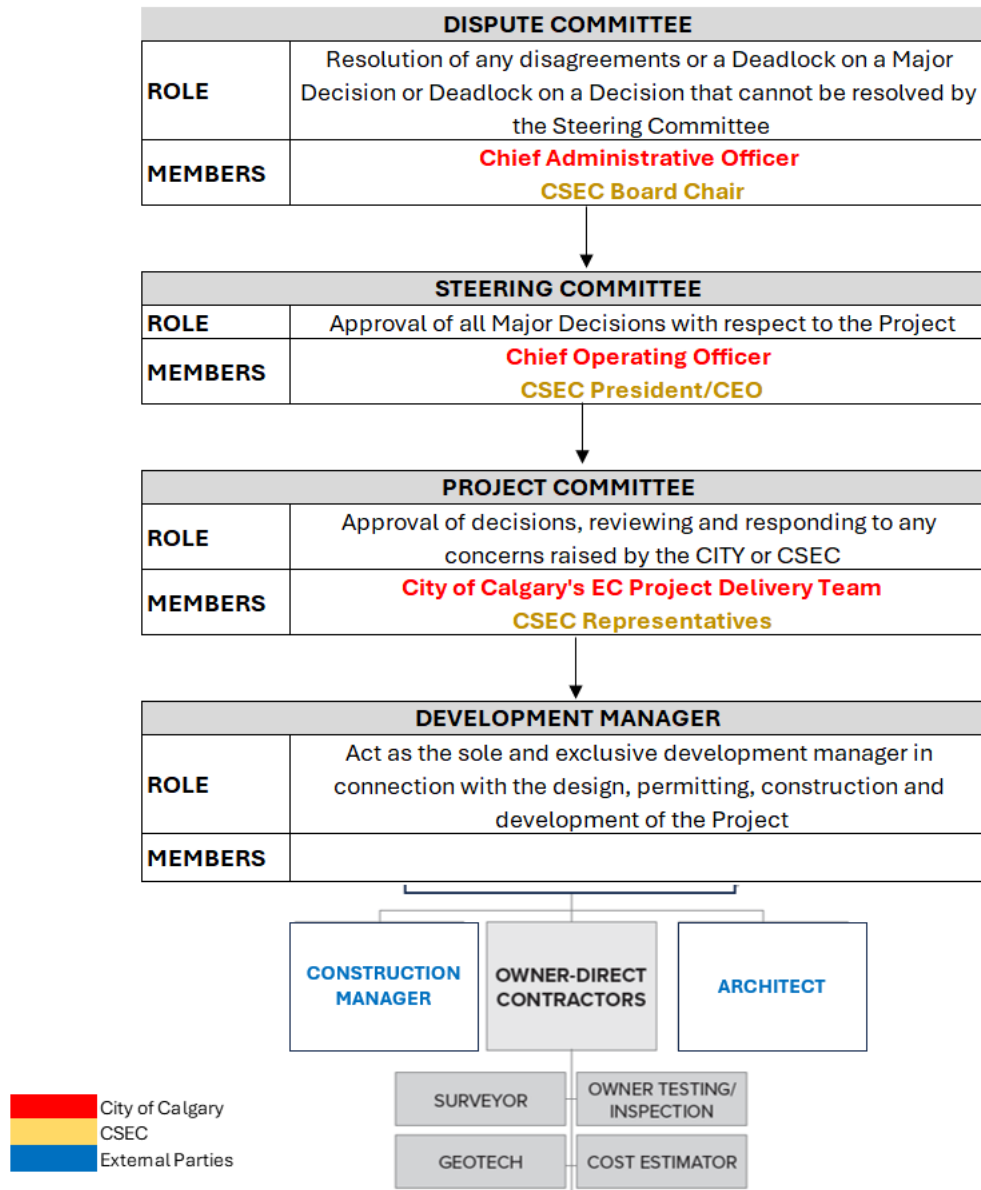 DISPUTE COMMITTEE
ROLE
Resolution of any disagreements or a Deadlock on a Major
Decision or Deadlock on a Decision that cannot be resolved by
the Steering Committee
MEMBERS
Chief Administrative Officer
CSEC Board Chair
STEERING COMMITTEE
ROLE
Approval of all Major Decisions with respect to the Project
MEMBERS
Chief Operating Officer
CSEC President/CEO
PROJECT COMMITTEE
ROLE
Approval of decisions, reviewing and responding to any
concerns raised by the CITY or CSEC
MEMBERS
City of Calgary's EC Project Delivery Team
CSEC Representatives
DEVELOPMENT MANAGER
ROLE
Act as the sole and exclusive development manager in
connection with the design, permitting, construction and
development of the Project
MEMBERS
CONSTRUCTION
MANAGER
OWNER-DIRECT
CONTRACTORS
ARCHITECT
SURVEYOR
OWNER TESTING/
INSPECTION
GEOTECH
COST ESTIMATOR
City of Calgary
CSEC
External Parties